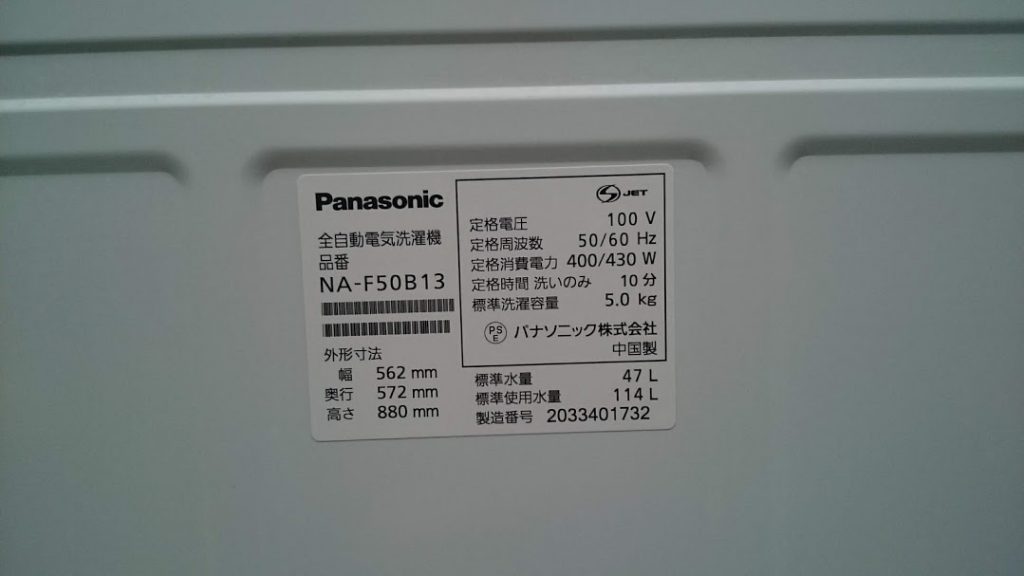 Panasonic
全自動電気洗濯機
品番
NA-F50B13
外形寸法
幅 562 mm
奥行 572 mm
高さ 880 mm
JET
定格電圧 100 V
定格周波数 50/60 Hz
定格消費電力 400/430 W
定格時間 洗いのみ 10 分
標準洗濯容量 5.0 kg
PS
E
パナソニック株式会社
中国製
標準水量 47 L
標準使用水量 114 L
製造番号 2033401732